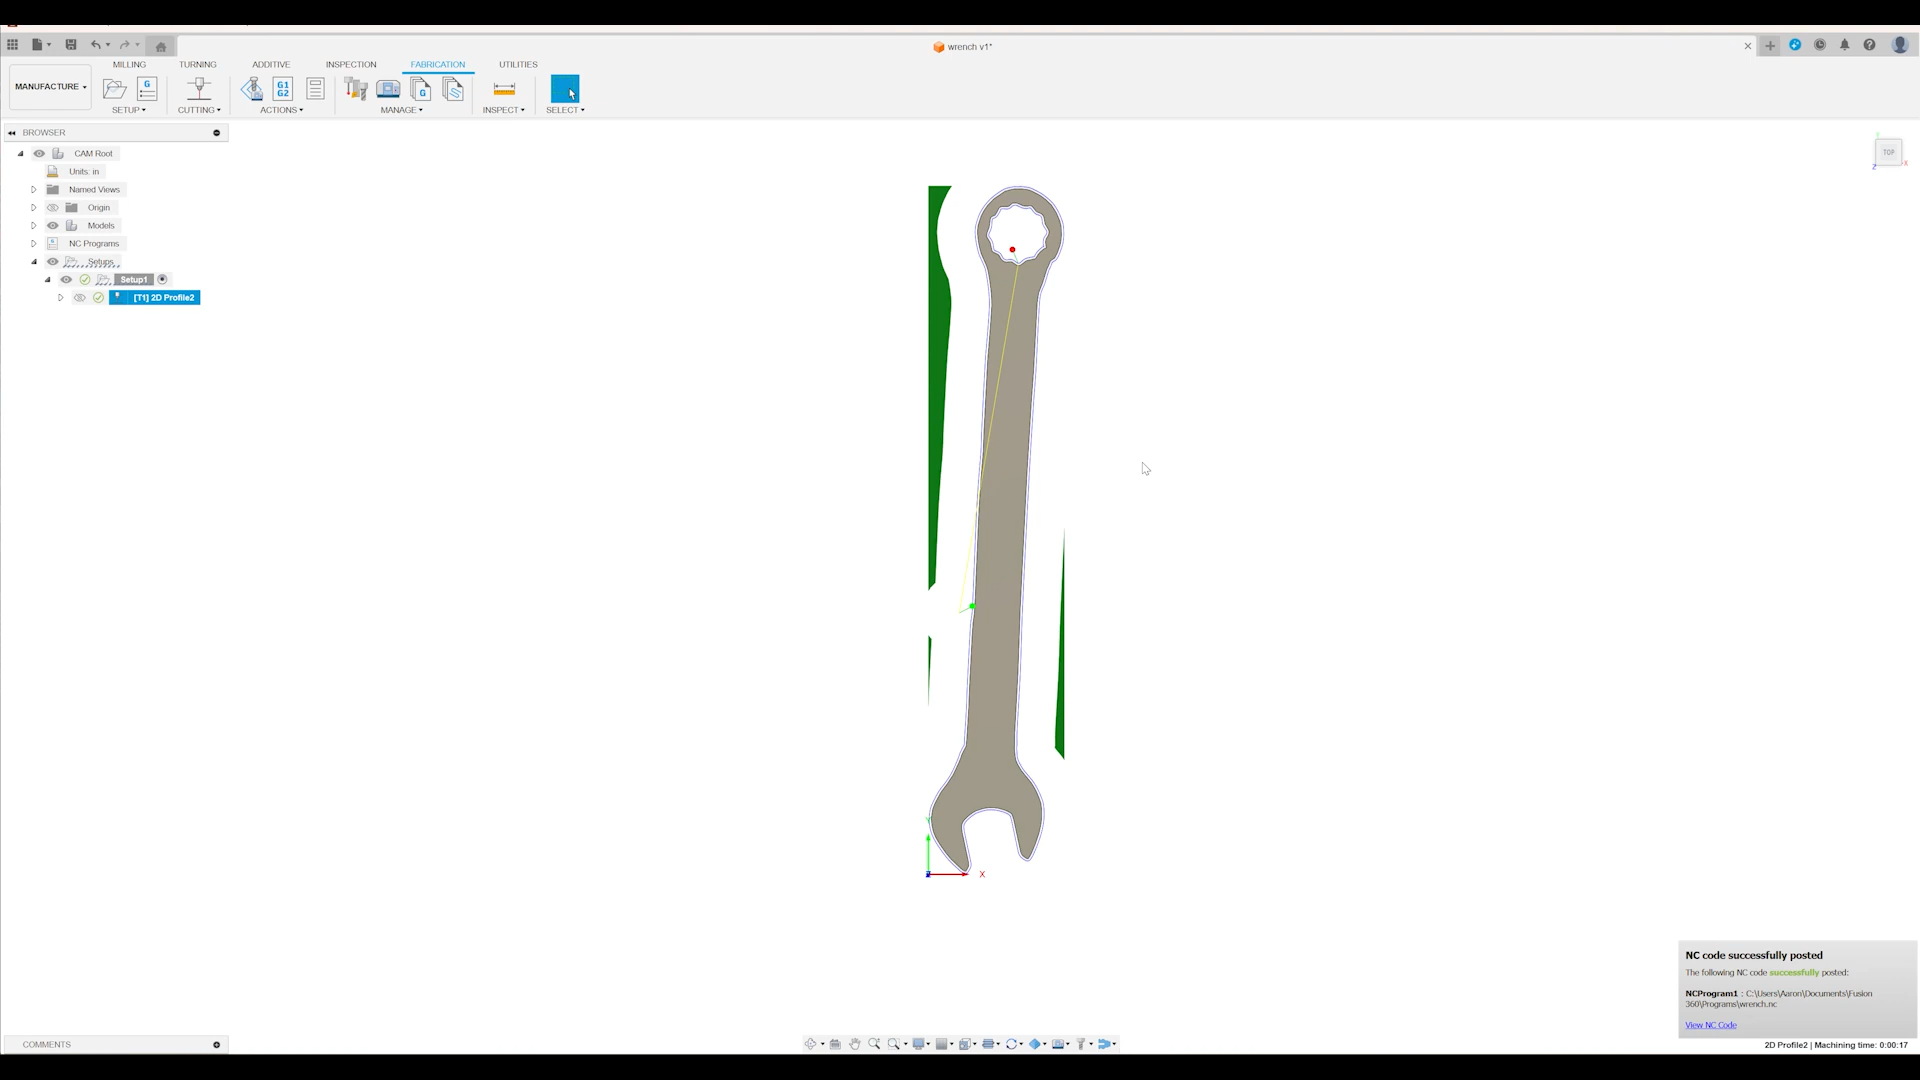 wrench v1*
MILLING
TURNING
ADDITIVE
INSPECTION
FABRICATION
UTILITIES
MANUFACTURE
G
G1
G2
G
SETUP
CUTTING
ACTIONS
MANAGE
INSPECT
SELECT
BROWSER
CAM Root
Units: in
Named Views
Origin
Models
NC Programs
Setups
Setup1
[T1] 2D Profile2
TOP
X
Z
Y
X
Z
NC code successfully posted
The following NC code successfully posted:
NCProgram1 : C:\Users\Aaron\Documents\Fusion
360\Programs\wrench.nc
View NC Code
COMMENTS
2D Profile2 | Machining time: 0:00:17